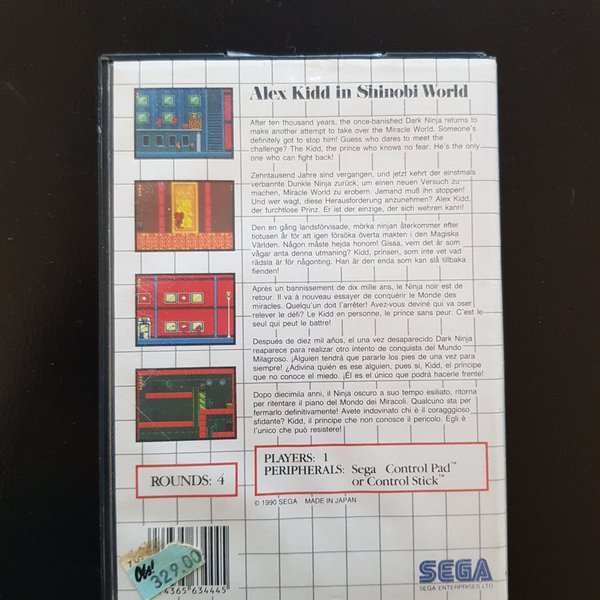 Alex Kidd in Shinobi World
After ten thousand years, the once-banished Dark Ninja returns to
make another attempt to take over the Miracle World. Someone's
definitely got to stop him! Guess who dares to meet the
challenge? The Kidd, the prince who knows no fear. He's the only
one who can fight back!
Zehntausend Jahre sind vergangen, und jetzt kehrt der einstmals
verbannte Dunkle Ninja zurück, um einen neuen Versuch zu
machen, Miracle World zu erobern. Jemand muß ihn stoppen!
Und wer wagt, diese Herausforderung anzunehmen? Alex Kidd,
der furchtlose Prinz. Er ist der einzige, der sich wehren kann!
Den en gång landsförvisade, mörka ninjan återkommer efter
tiotusen år för att igen försöka överta makten i den Magiska
Världen. Någon måste hejda honom! Gissa, vem det är som
vågar anta denna utmaning? Kidd, prinsen, som inte vet vad
rädsla är för någonting. Han är den enda som kan slå tillbaka
fienden!
Après un bannissement de dix mille ans, le Ninja noir est de
retour. Il va à nouveau essayer de conquérir le Monde des
miracles. Quelqu'un doit l'arrêter! Avez-vous deviné qui va oser
relever le défi? Le Kidd en personne, le prince sans peur. C'est le
seul qui peut le battre!
Después de diez mil años, el una vez desaparecido Dark Ninja
reaparece para realizar otro intento de conquista del Mundo
Milagroso. ¡Alguien tendrá que pararle los pies de una vez para
siempre! ¿Adivina quién es ese alguien, pues sí, Kidd, el príncipe
que no conoce el miedo. ¡Él es el único que podrá hacerle frente!
Dopo diecimila anni, il Ninja oscuro a suo tempo esiliato, ritorna
per ritentare il piano del Mondo dei Miracoli. Qualcuno sta per
fermarlo definitivamente! Avete indovinato chi è il coragggioso
sfidante? Kidd, il principe che non conosce il pericolo. Egli è
l'unico che può resistere!
ROUNDS: 4
PLAYERS: 1
PERIPHERALS: Sega Control Pad™
or Control Stick™
© 1990 SEGA MADE IN JAPAN
Obs!
329.00
4365 634445
SEGA
SEGA ENTERPRISES LTD.